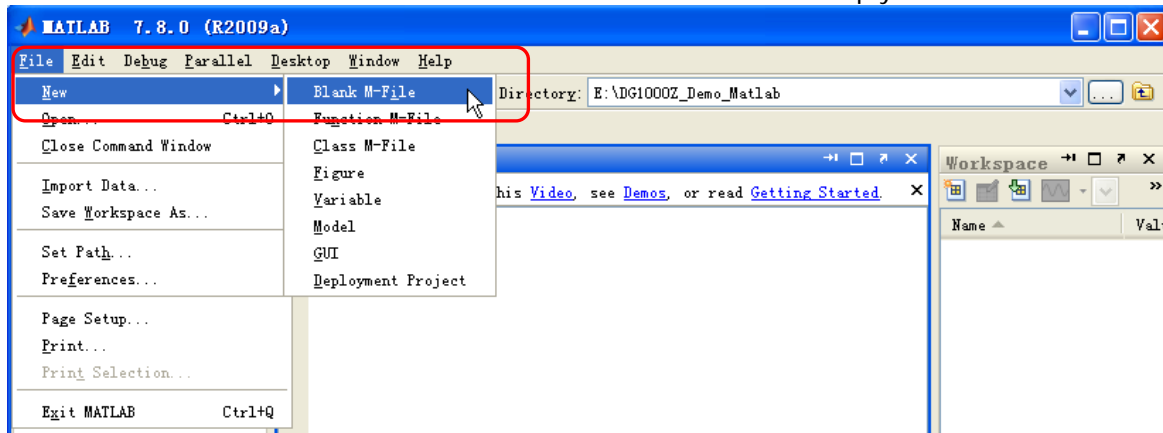 MATLAB 7.8.0 (R2009a)
File Edit Debug Parallel Desktop Window Help
New Blank M-File Directory: E:\DG1000Z_Demo_Matlab ...
Open... Ctrl+O Function M-File
Close Command Window Class M-File
Workspace
Figure
Import Data... his Video, see Demos, or read Getting Started.
Variable
Save Workspace As...
Name Val
Model
Set Path... GUI
Preferences... Deployment Project
Page Setup...
Print...
Print Selection...
Exit MATLAB Ctrl+Q